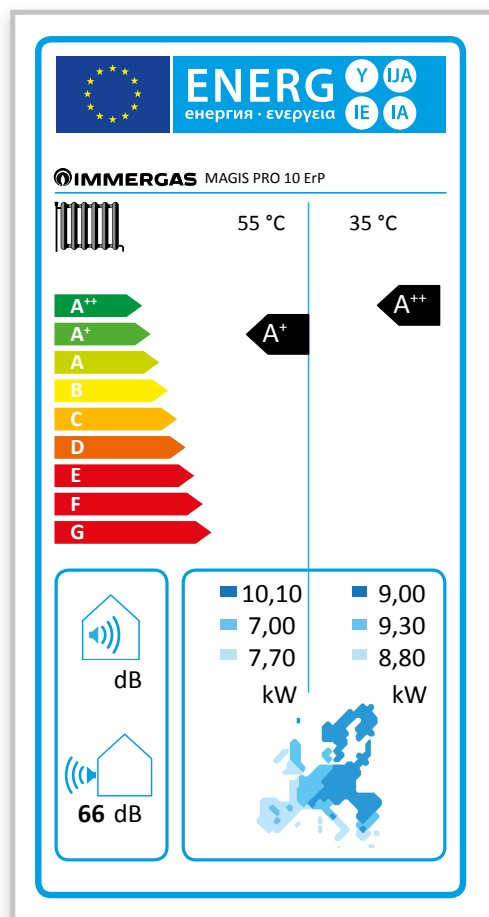 ENERG Y IJA
енергия · ενεργεια IE IA
IMMERGAS MAGIS PRO 10 ErP
55 °C 35 °C
A++ A++
A+ A+
A
B
C
D
E
F
G
10,10 9,00
7,00 9,30
7,70 8,80
kW kW
dB
66 dB